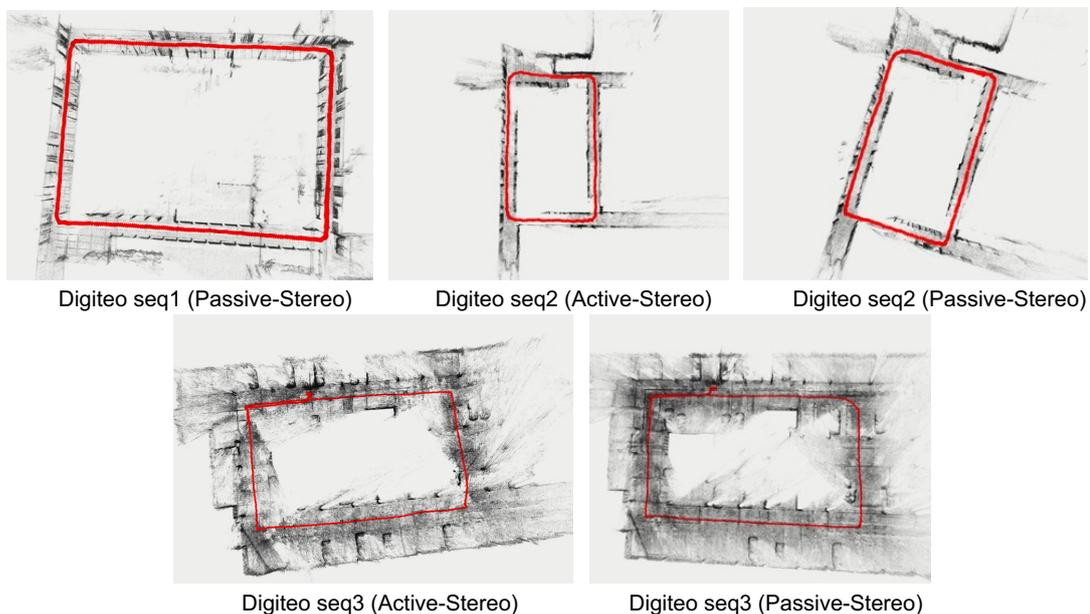 Digiteo seq1 (Passive-Stereo)
Digiteo seq2 (Active-Stereo)
Digiteo seq2 (Passive-Stereo)
Digiteo seq3 (Active-Stereo)
Digiteo seq3 (Passive-Stereo)